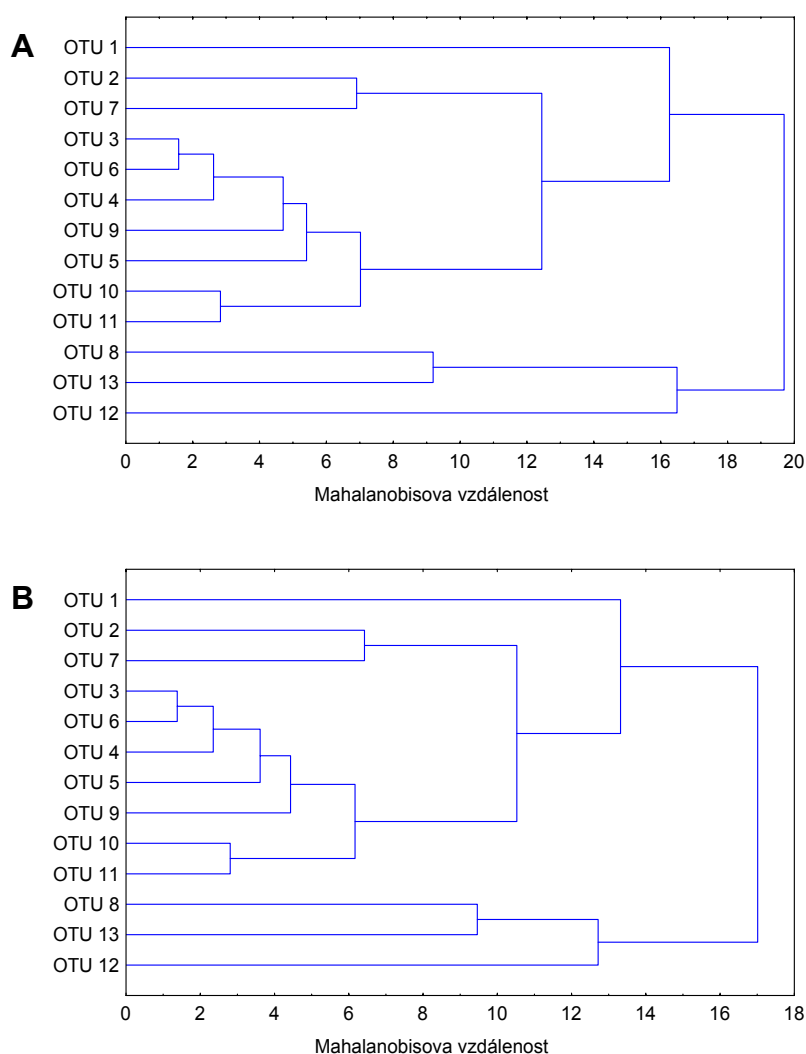 A
OTU 1
OTU 2
OTU 7
OTU 3
OTU 6
OTU 4
OTU 9
OTU 5
OTU 10
OTU 11
OTU 8
OTU 13
OTU 12
0 2 4 6 8 10 12 14 16 18 20
Mahalanobisova vzdálenost
B
OTU 1
OTU 2
OTU 7
OTU 3
OTU 6
OTU 4
OTU 5
OTU 9
OTU 10
OTU 11
OTU 8
OTU 13
OTU 12
0 2 4 6 8 10 12 14 16 18
Mahalanobisova vzdálenost